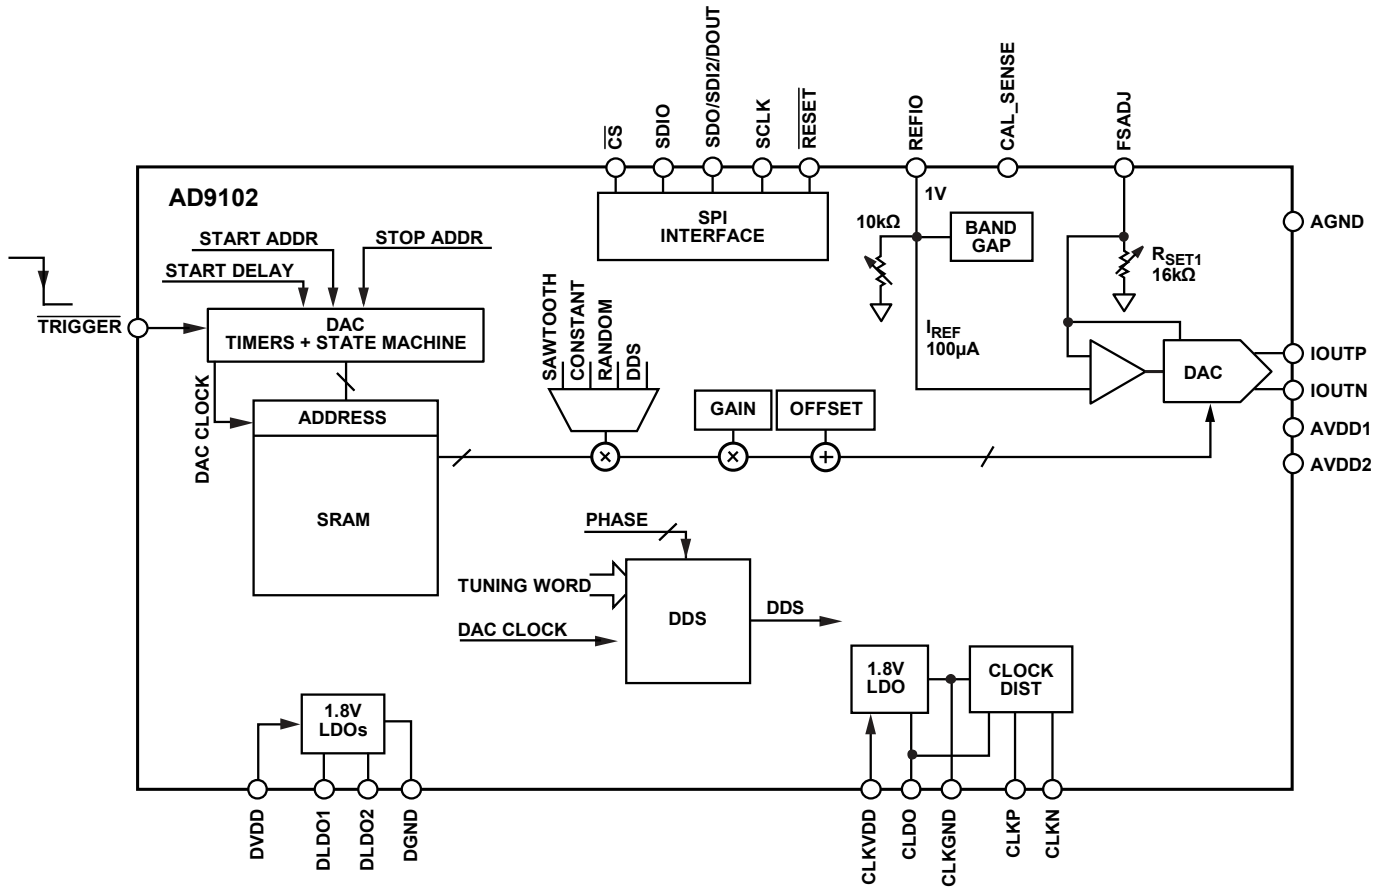 CS
SDIO
SDO/SDI2/DOUT
SCLK
RESET
REFIO
CAL_SENSE
FSADJ
AD9102
SPI
INTERFACE
1V
10kΩ
BAND
GAP
AGND
START ADDR
STOP ADDR
START DELAY
RSET1
16kΩ
TRIGGER
DAC
TIMERS + STATE MACHINE
IREF
100µA
SAWTOOTH
CONSTANT
RANDOM
DDS
DAC
IOUTP
IOUTN
AVDD1
AVDD2
DAC CLOCK
ADDRESS
SRAM
GAIN
OFFSET
×
×
+
PHASE
TUNING WORD
DAC CLOCK
DDS
DDS
1.8V
LDO
CLOCK
DIST
1.8V
LDOs
DVDD
DLDO1
DLDO2
DGND
CLKVDD
CLDO
CLKGND
CLKP
CLKN